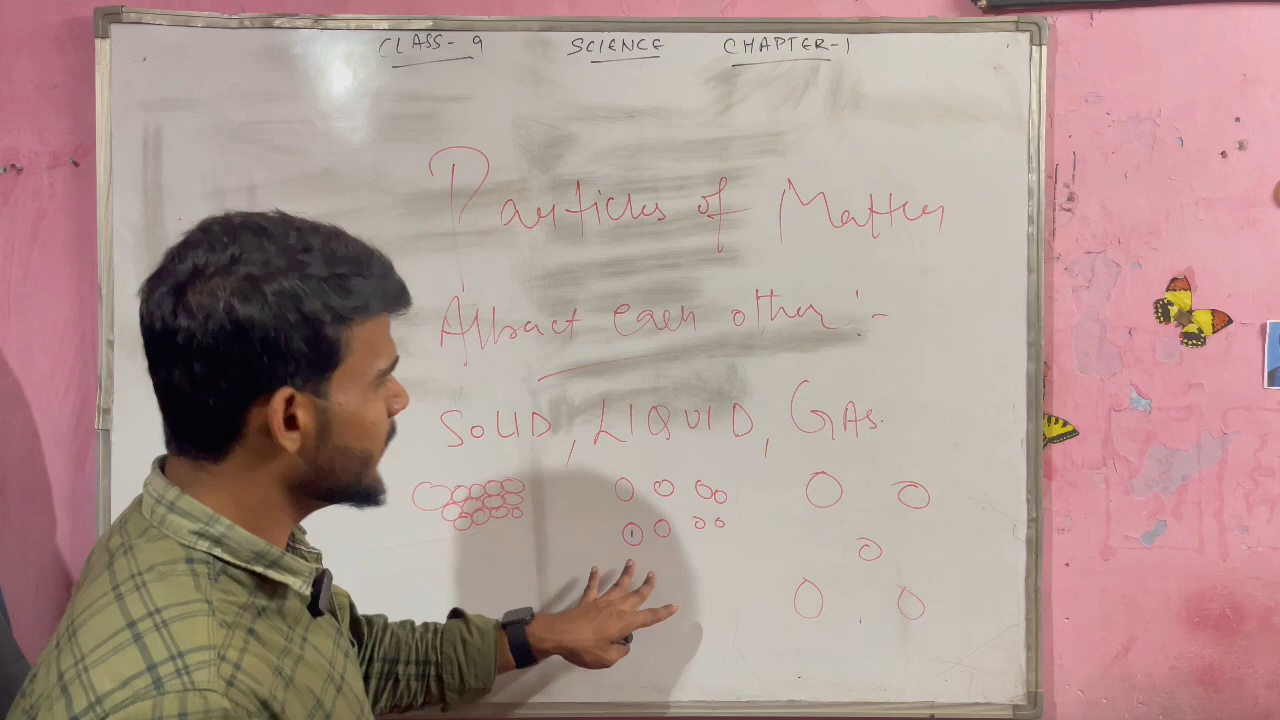 CLASS-9 SCIENCE CHAPTER-1
Particles of Matter
Attract each other :-
SOLID, LIQUID, GAS.